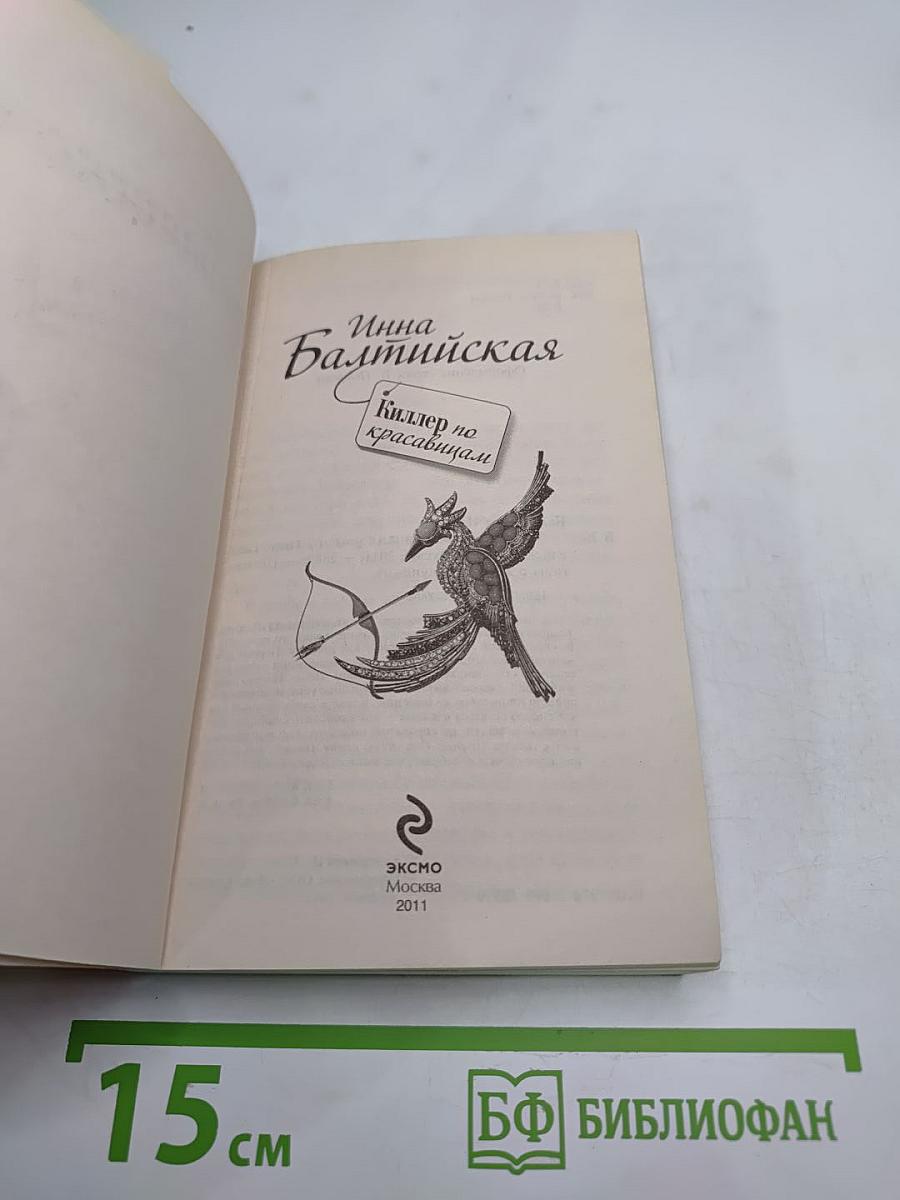 Инна
Балтийская
Киллер по
красавицам
ЭКСМО
Москва
2011
15 см
БФ БИБЛИОФАН